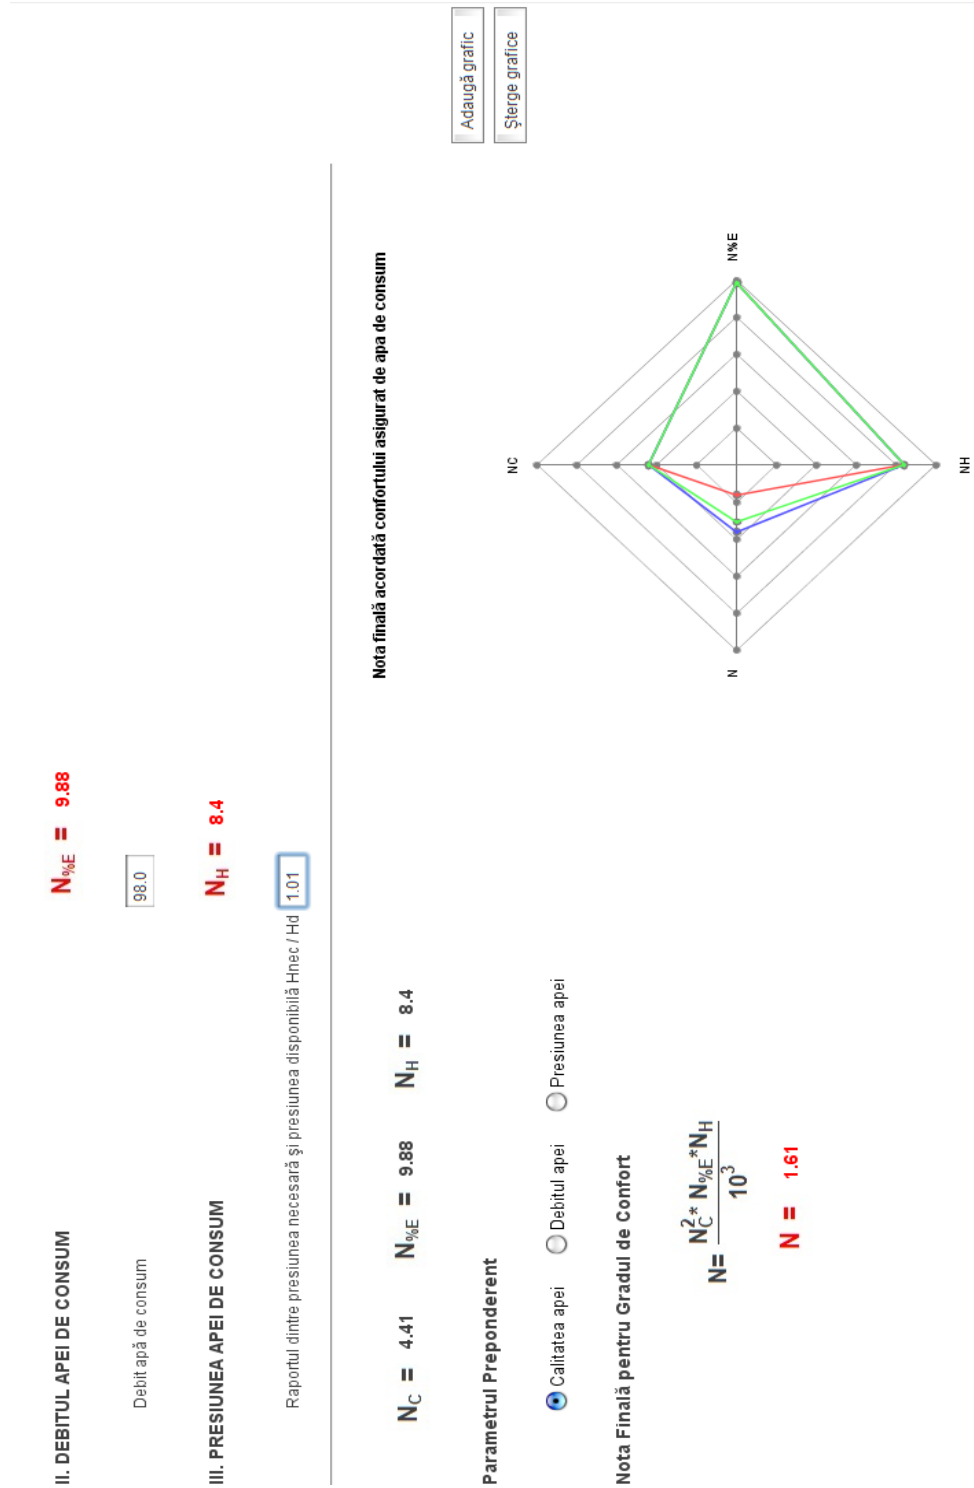 II. DEBITUL APEI DE CONSUM
N%E = 9.88
Debit apă de consum 98.0
III. PRESIUNEA APEI DE CONSUM
NH = 8.4
Raportul dintre presiunea necesară şi presiunea disponibilă Hnec / Hd 1.01
NC = 4.41 N%E = 9.88 NH = 8.4
Parametrul Preponderent
Calitatea apei Debitul apei Presiunea apei
Nota Finală pentru Gradul de Confort
N= NC²* N%E*NH / 10³
N = 1.61
Nota finală acordată confortului asigurat de apa de consum
NC
N%E
NH
N
Adaugă grafic
Şterge grafice